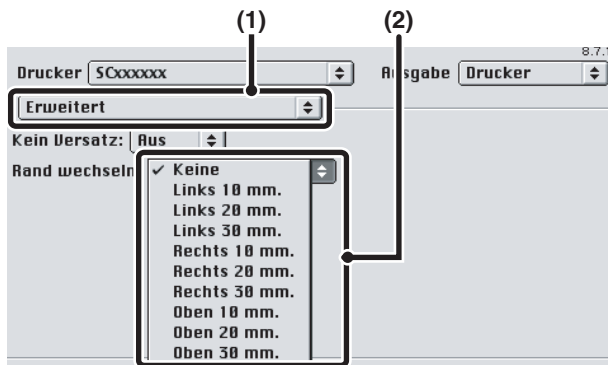 (1) (2)
8.7.1
Drucker SCxxxxxx Ausgabe Drucker
Erweitert
Kein Versatz: Aus
Rand wechseln ✓ Keine
Links 10 mm.
Links 20 mm.
Links 30 mm.
Rechts 10 mm.
Rechts 20 mm.
Rechts 30 mm.
Oben 10 mm.
Oben 20 mm.
Oben 30 mm.